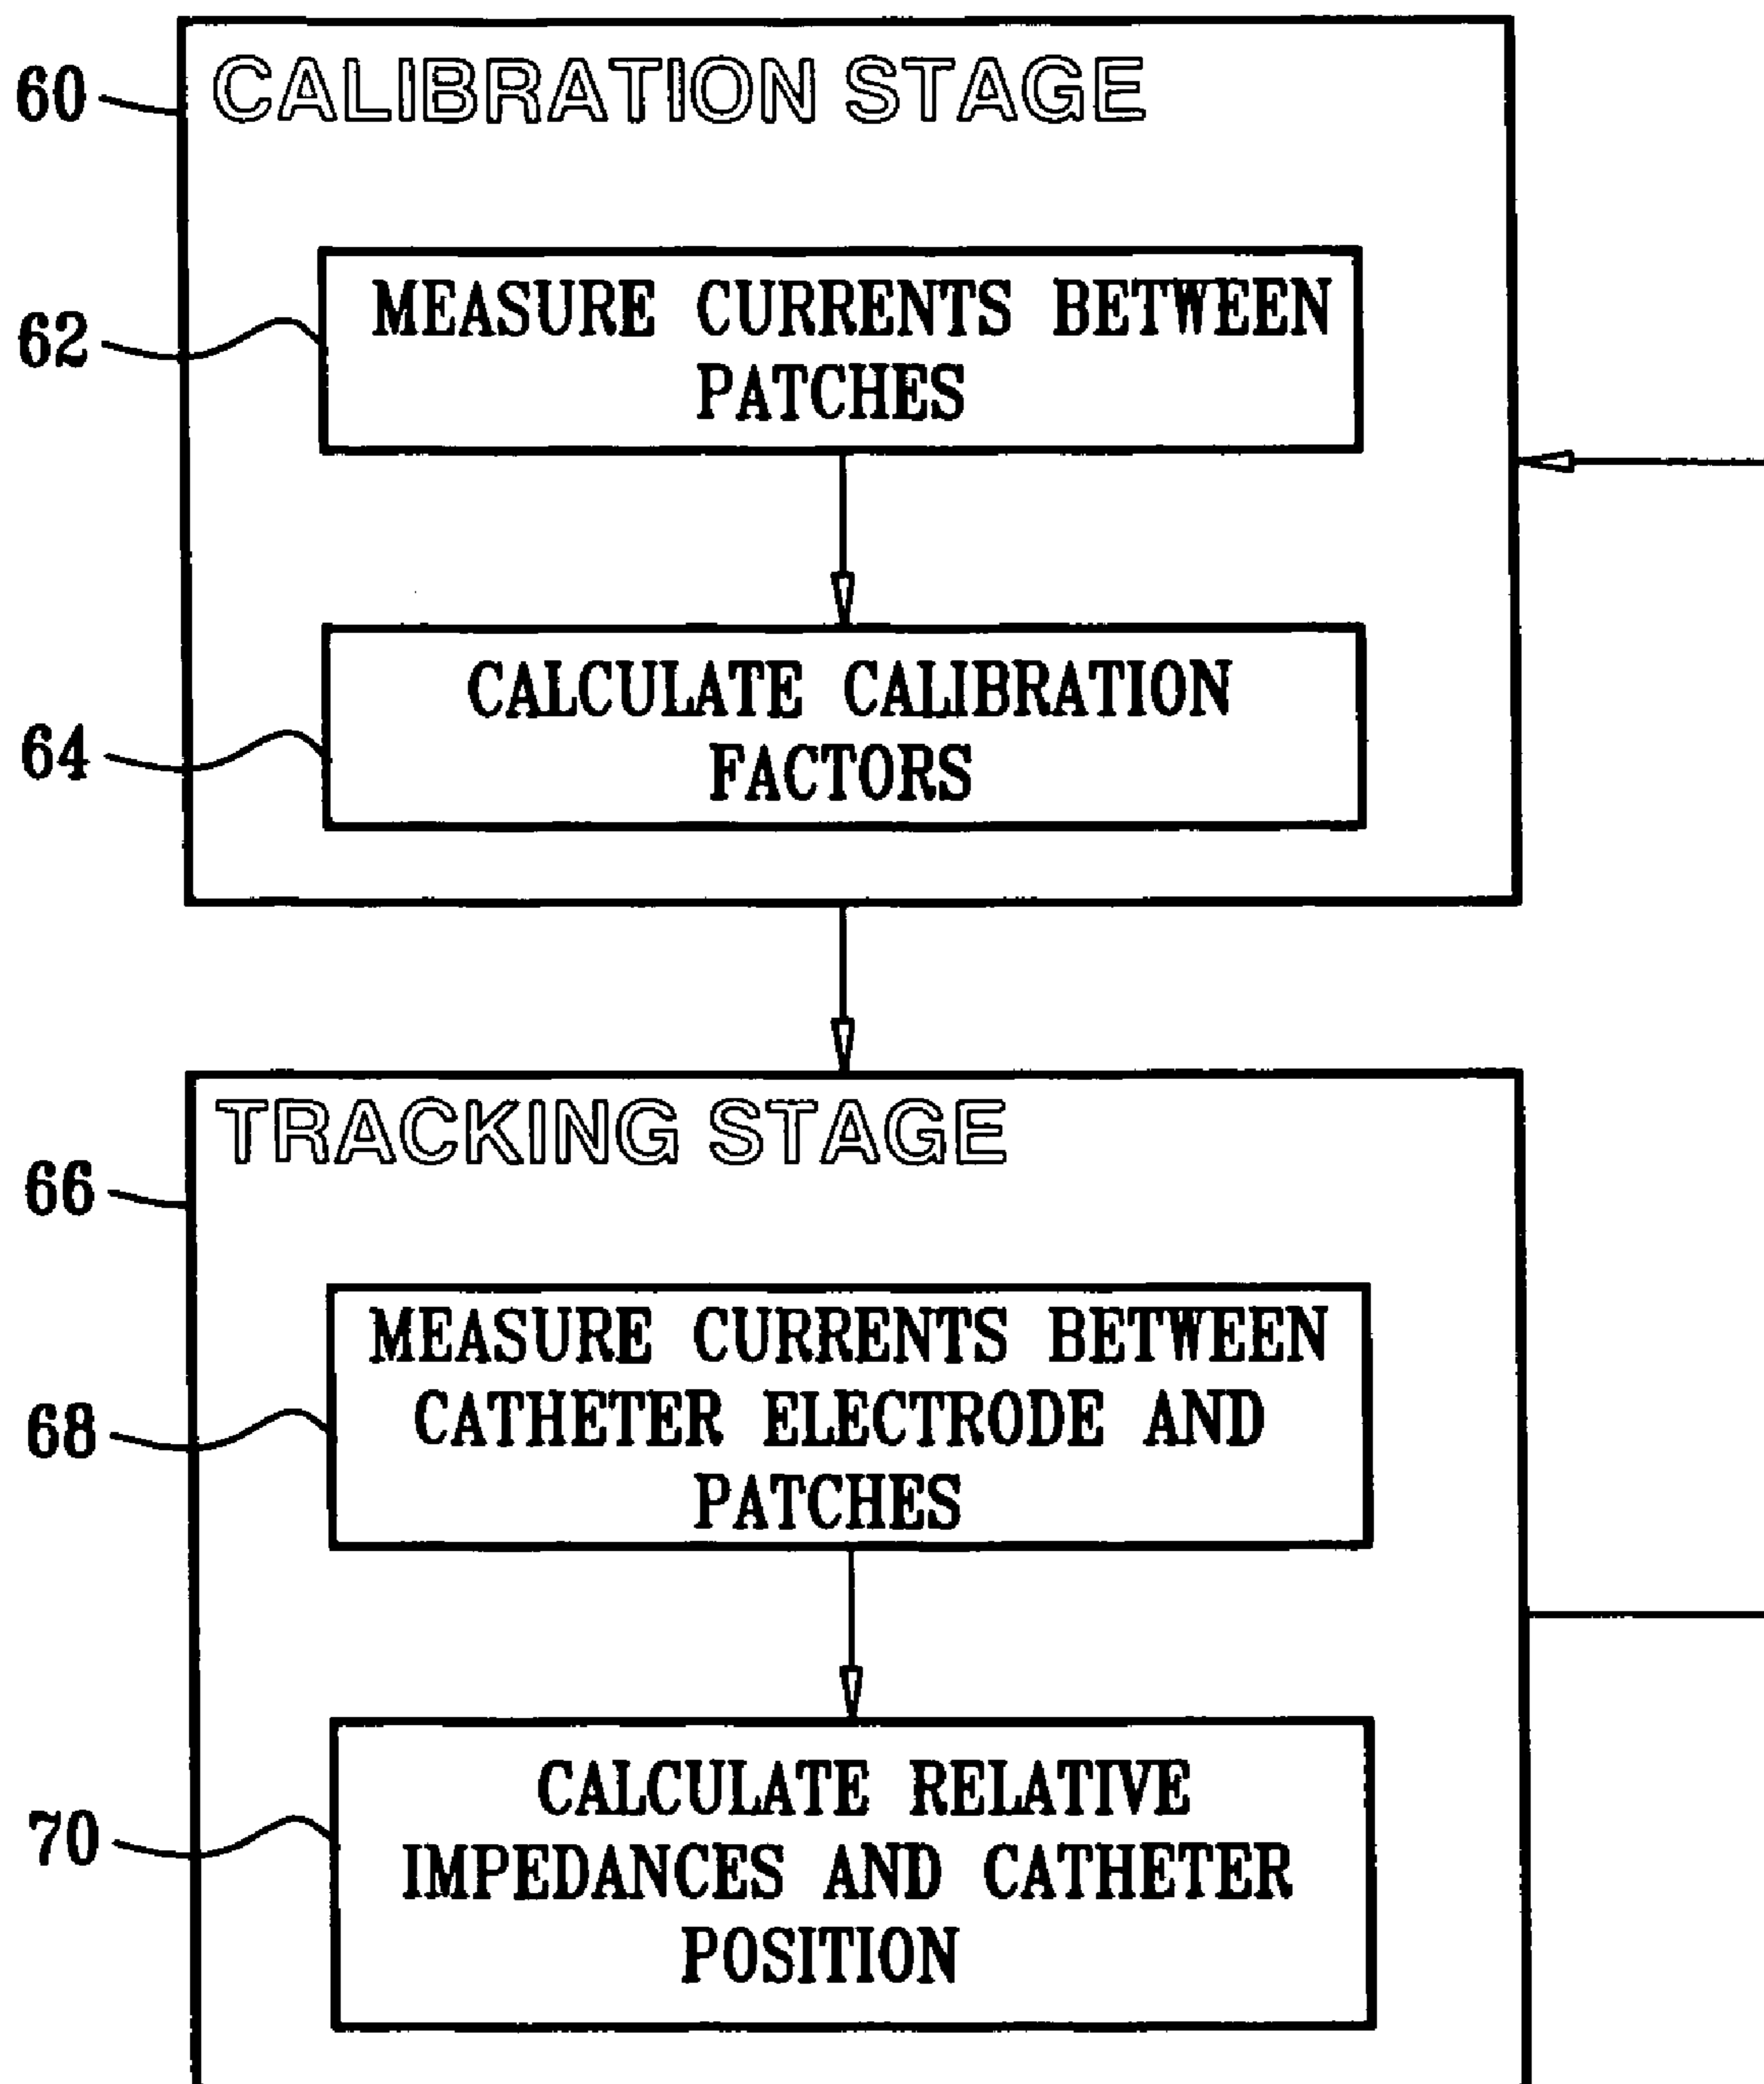 60
CALIBRATION STAGE
62
MEASURE CURRENTS BETWEEN
PATCHES
64
CALCULATE CALIBRATION
FACTORS
66
TRACKING STAGE
68
MEASURE CURRENTS BETWEEN
CATHETER ELECTRODE AND
PATCHES
70
CALCULATE RELATIVE
IMPEDANCES AND CATHETER
POSITION